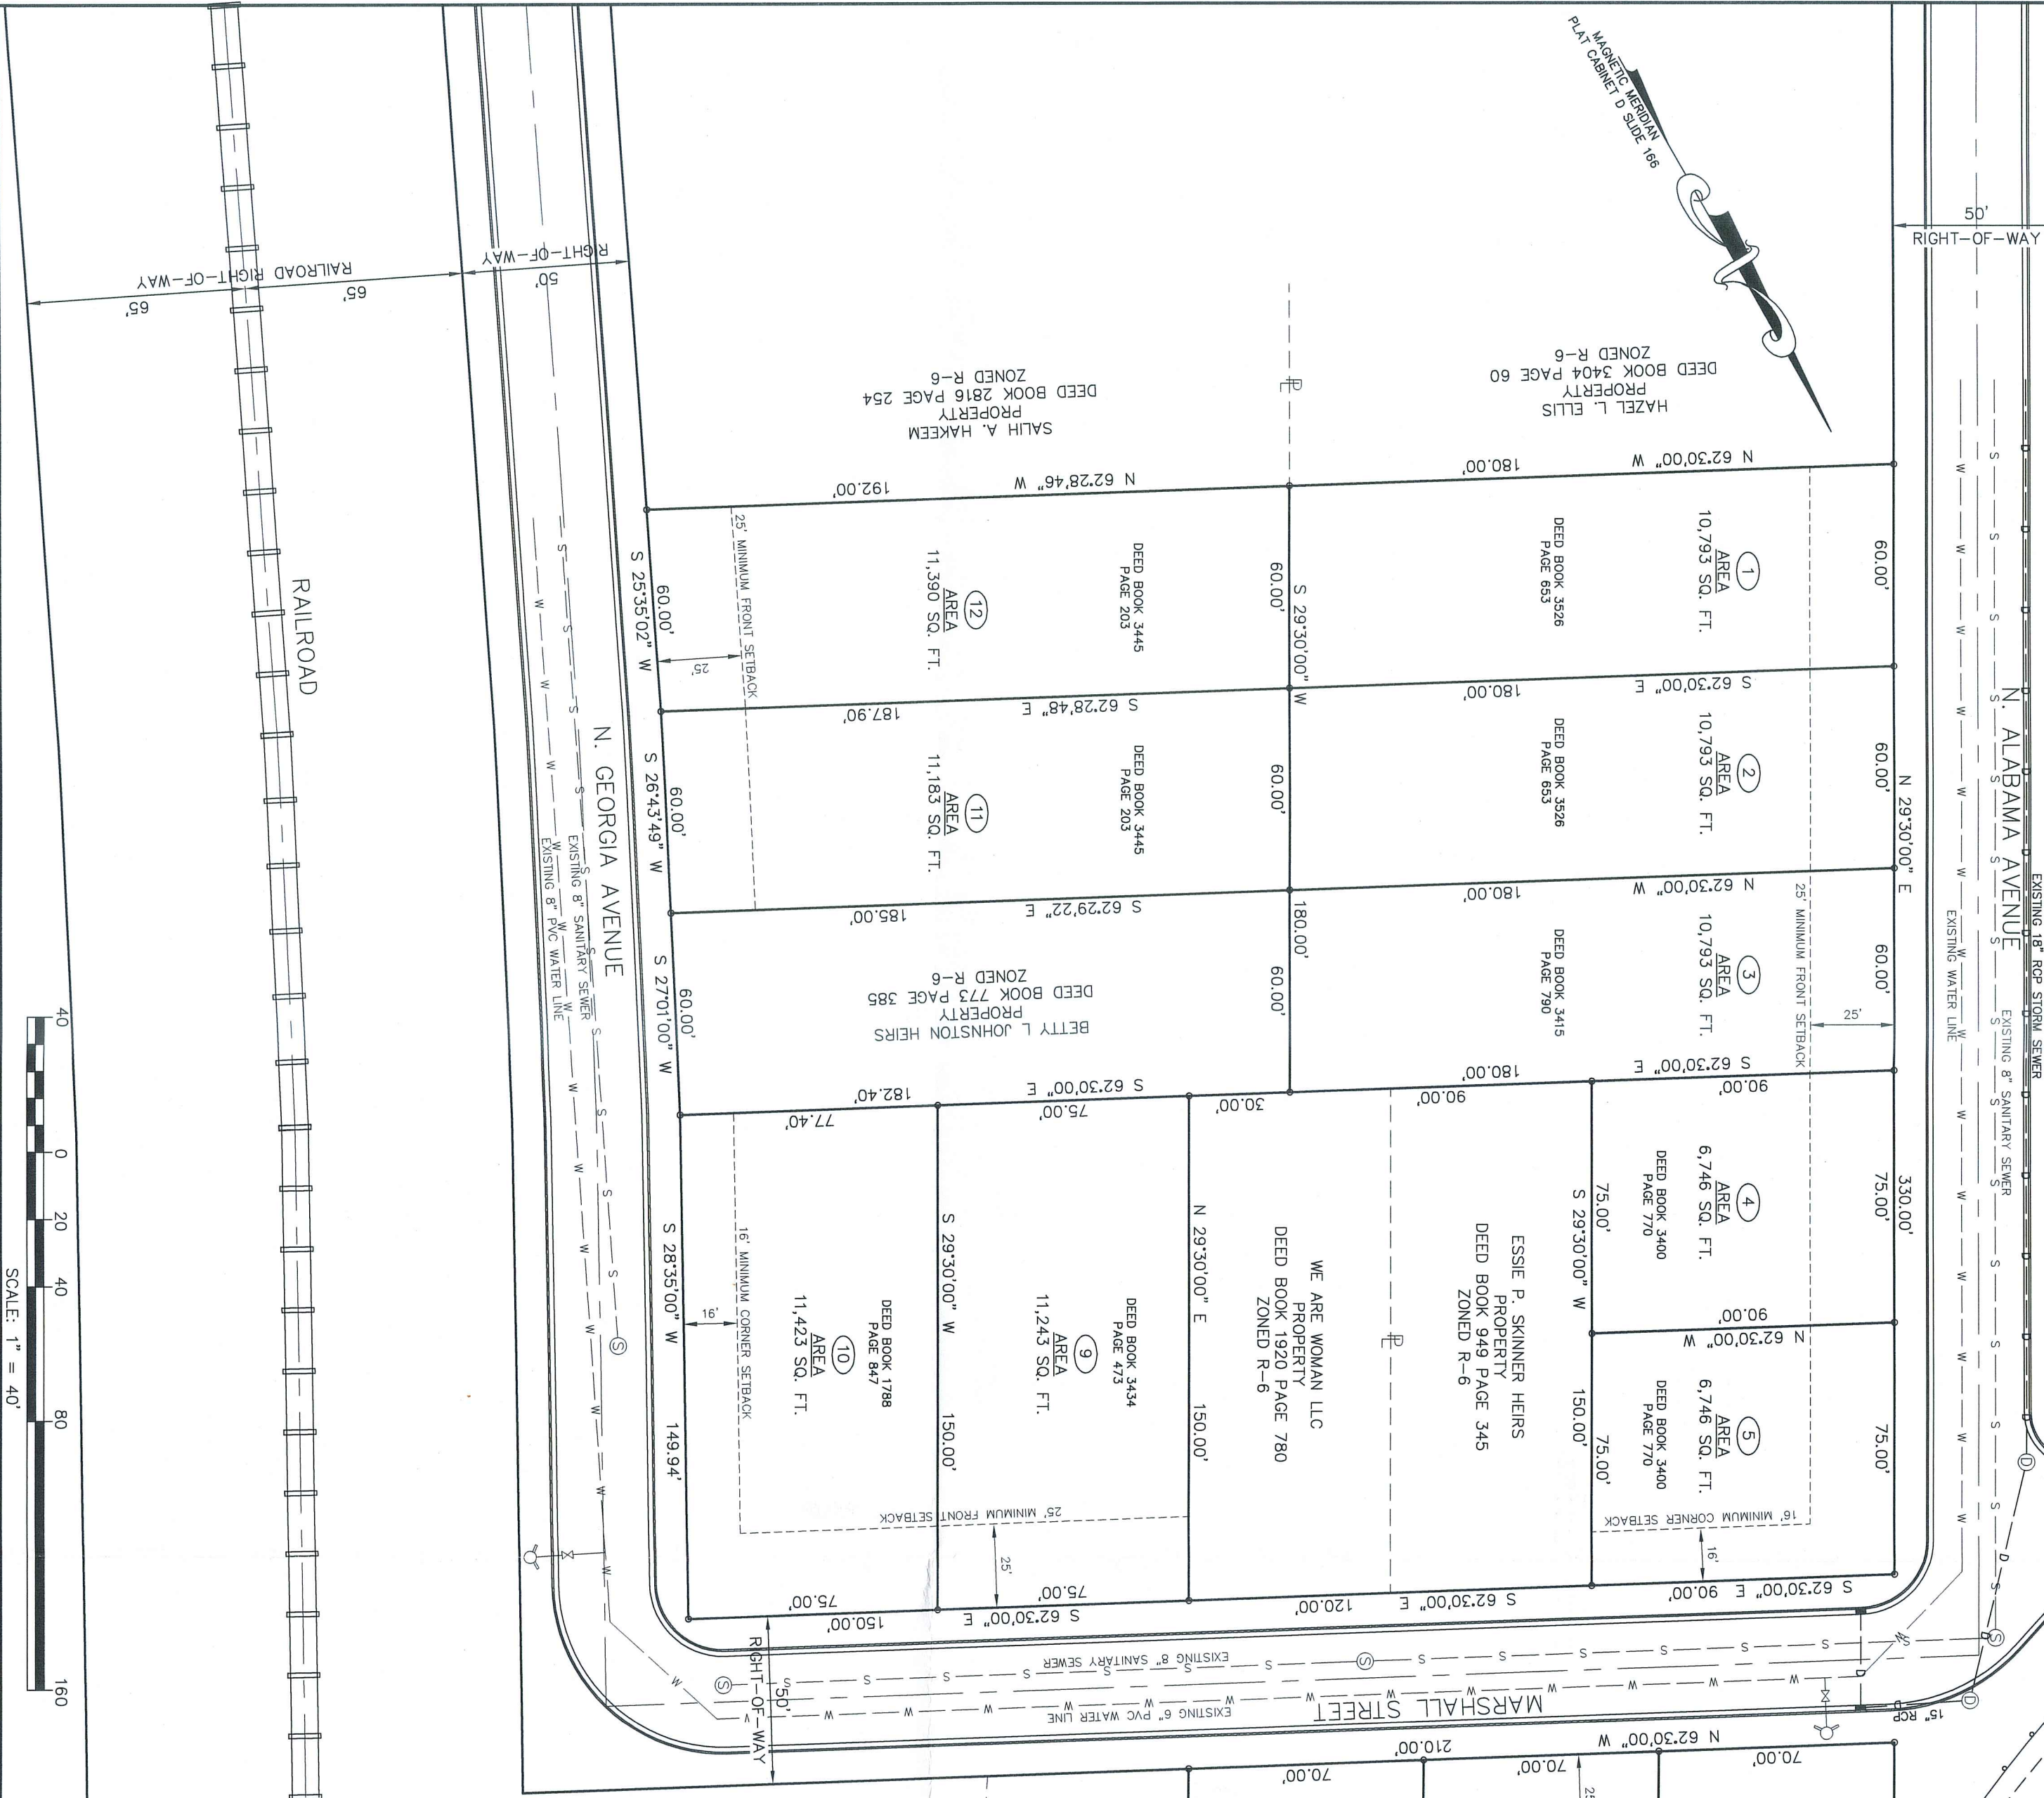 MAGNETIC MERIDIAN
PLAT CABINET D SLIDE 166
50'
RIGHT-OF-WAY
N. ALABAMA AVENUE
EXISTING 18" RCP STORM SEWER
EXISTING 8" SANITARY SEWER
EXISTING WATER LINE
N 29°30'00" E
330.00'
60.00'
60.00'
60.00'
75.00'
75.00'
HAZEL L. ELLIS
PROPERTY
DEED BOOK 3404 PAGE 60
ZONED R-6
SALIH A. HAKEEM
PROPERTY
DEED BOOK 2816 PAGE 254
ZONED R-6
N 62°30'00" W
180.00'
N 62°28'46" W
192.00'
1
AREA
10,793 SQ. FT.
DEED BOOK 3526
PAGE 653
S 62°30'00" E
180.00'
2
AREA
10,793 SQ. FT.
DEED BOOK 3526
PAGE 653
N 62°30'00" W
180.00'
25' MINIMUM FRONT SETBACK
25'
3
AREA
10,793 SQ. FT.
DEED BOOK 3415
PAGE 790
S 62°30'00" E
180.00'
90.00'
90.00'
4
AREA
6,746 SQ. FT.
DEED BOOK 3400
PAGE 770
75.00'
N 62°30'00" W
90.00'
5
AREA
6,746 SQ. FT.
DEED BOOK 3400
PAGE 770
75.00'
S 29°30'00" W
150.00'
16' MINIMUM CORNER SETBACK
16'
S 62°30'00" E
90.00'
S 29°30'00" W
180.00'
60.00'
60.00'
60.00'
12
AREA
11,390 SQ. FT.
DEED BOOK 3445
PAGE 203
25' MINIMUM FRONT SETBACK
25'
60.00'
S 25°35'02" W
S 62°28'48" E
187.90'
11
AREA
11,183 SQ. FT.
DEED BOOK 3445
PAGE 203
60.00'
S 26°43'49" W
S 62°29'22" E
185.00'
BETTY L JOHNSTON HEIRS
PROPERTY
DEED BOOK 773 PAGE 385
ZONED R-6
60.00'
S 27°01'00" W
S 62°30'00" E
182.40'
30.00'
75.00'
77.40'
ESSIE P. SKINNER HEIRS
PROPERTY
DEED BOOK 949 PAGE 345
ZONED R-6
WE ARE WOMAN LLC
PROPERTY
DEED BOOK 1920 PAGE 780
ZONED R-6
N 29°30'00" E
150.00'
DEED BOOK 3434
PAGE 473
9
AREA
11,243 SQ. FT.
S 29°30'00" W
150.00'
DEED BOOK 1788
PAGE 847
10
AREA
11,423 SQ. FT.
16' MINIMUM CORNER SETBACK
16'
S 28°35'00" W
149.94'
25' MINIMUM FRONT SETBACK
25'
S 62°30'00" E
120.00'
S 62°30'00" E
75.00'
150.00'
75.00'
MARSHALL STREET
EXISTING 8" SANITARY SEWER
EXISTING 6" PVC WATER LINE
50'
RIGHT-OF-WAY
15" RCP
N 62°30'00" W
210.00'
70.00'
70.00'
70.00'
N. GEORGIA AVENUE
EXISTING 8" SANITARY SEWER
EXISTING 8" PVC WATER LINE
50'
RIGHT-OF-WAY
65'
65'
RAILROAD RIGHT-OF-WAY
RAILROAD
40 0 20 40 80 160
SCALE: 1" = 40'